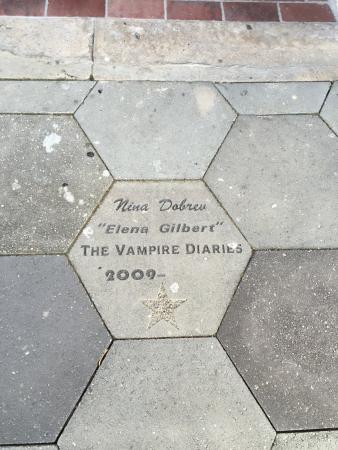 Nina Dobrev
"Elena Gilbert"
THE VAMPIRE DIARIES
2009-